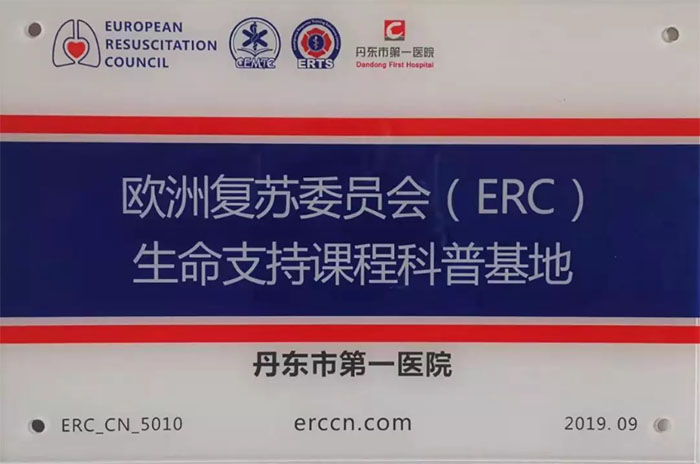 EUROPEAN
RESUSCITATION
COUNCIL
CEMTC
ERTS
丹东市第一医院
Dandong First Hospital
欧洲复苏委员会（ERC）
生命支持课程科普基地
丹东市第一医院
ERC_CN_5010
erccn.com
2019.09